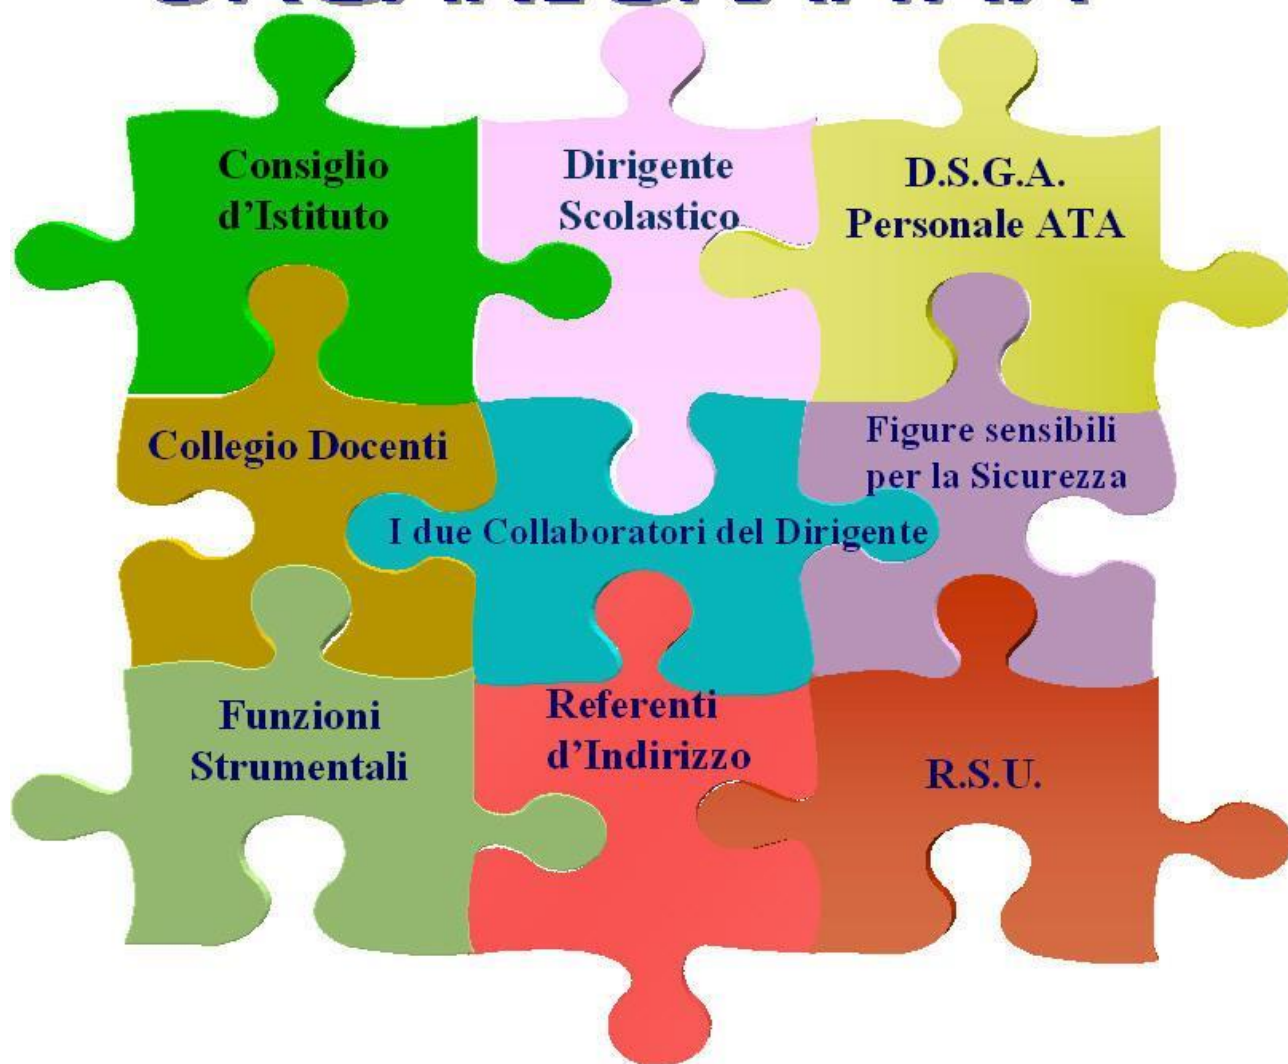 Consiglio
d’Istituto
Dirigente
Scolastico
D.S.G.A.
Personale ATA
Collegio Docenti
Figure sensibili
per la Sicurezza
I due Collaboratori del Dirigente
Funzioni
Strumentali
Referenti
d’Indirizzo
R.S.U.